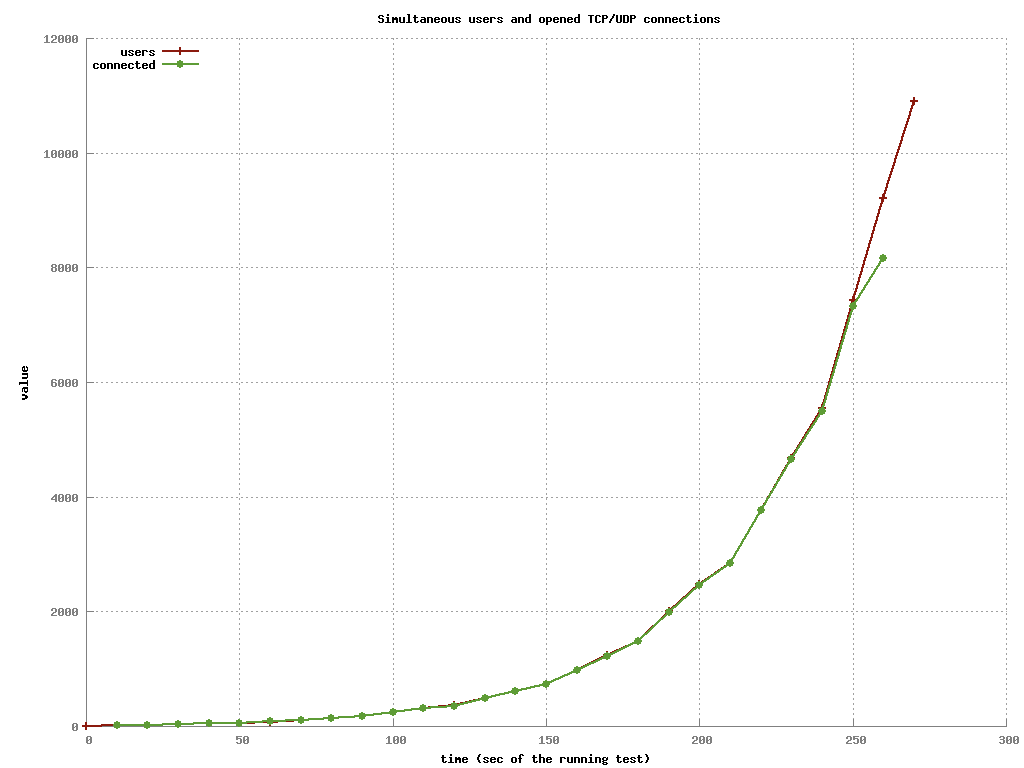 Simultaneous users and opened TCP/UDP connections
12000
users
connected
10000
8000
value
6000
4000
2000
0
0 50 100 150 200 250 300
time (sec of the running test)